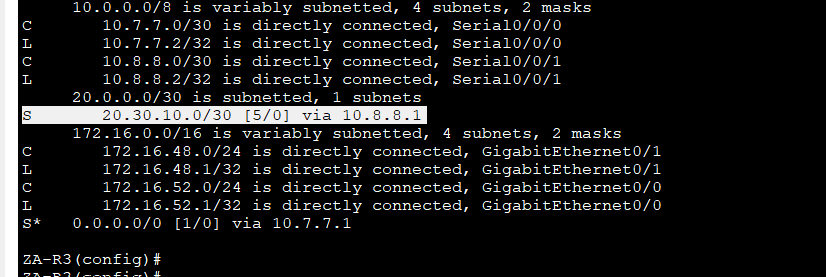 10.0.0.0/8 is variably subnetted, 4 subnets, 2 masks
C 10.7.7.0/30 is directly connected, Serial0/0/0
L 10.7.7.2/32 is directly connected, Serial0/0/0
C 10.8.8.0/30 is directly connected, Serial0/0/1
L 10.8.8.2/32 is directly connected, Serial0/0/1
20.0.0.0/30 is subnetted, 1 subnets
S 20.30.10.0/30 [5/0] via 10.8.8.1
172.16.0.0/16 is variably subnetted, 4 subnets, 2 masks
C 172.16.48.0/24 is directly connected, GigabitEthernet0/1
L 172.16.48.1/32 is directly connected, GigabitEthernet0/1
C 172.16.52.0/24 is directly connected, GigabitEthernet0/0
L 172.16.52.1/32 is directly connected, GigabitEthernet0/0
S* 0.0.0.0/0 [1/0] via 10.7.7.1
ZA-R3(config)#